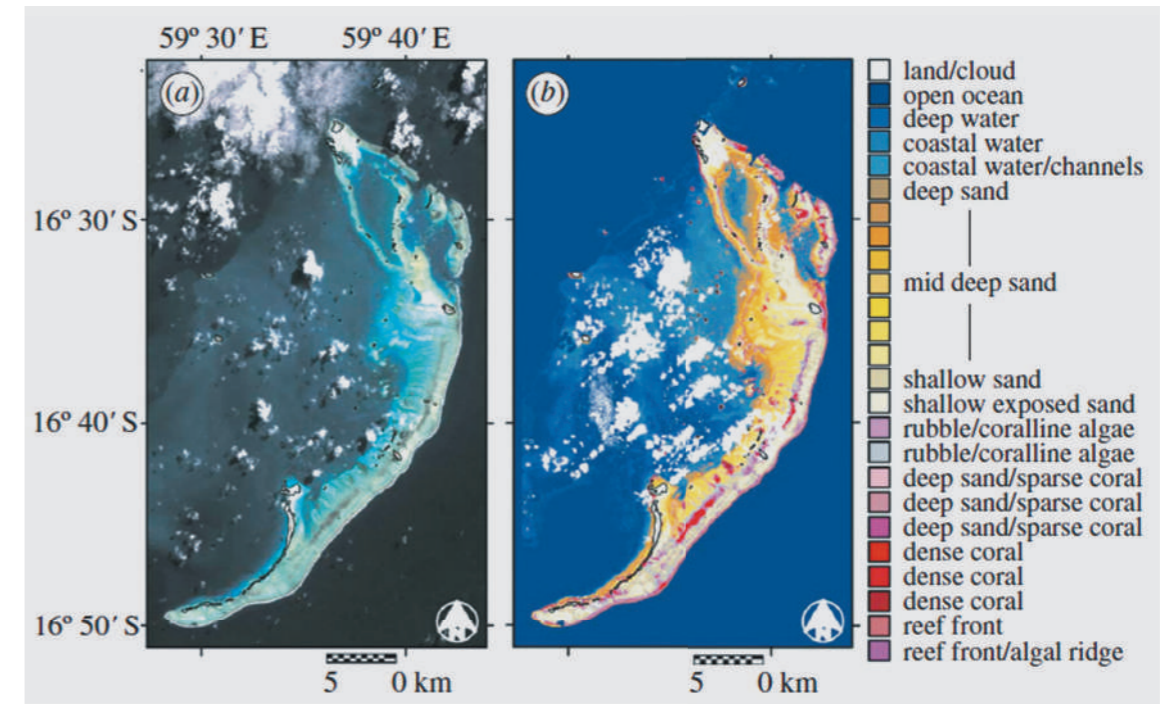 59º 30′ E 59º 40′ E
(a)
(b)
16º 30′ S
16º 40′ S
16º 50′ S
N
N
5 0 km
5 0 km
land/cloud
open ocean
deep water
coastal water
coastal water/channels
deep sand
mid deep sand
shallow sand
shallow exposed sand
rubble/coralline algae
rubble/coralline algae
deep sand/sparse coral
deep sand/sparse coral
deep sand/sparse coral
dense coral
dense coral
dense coral
reef front
reef front/algal ridge